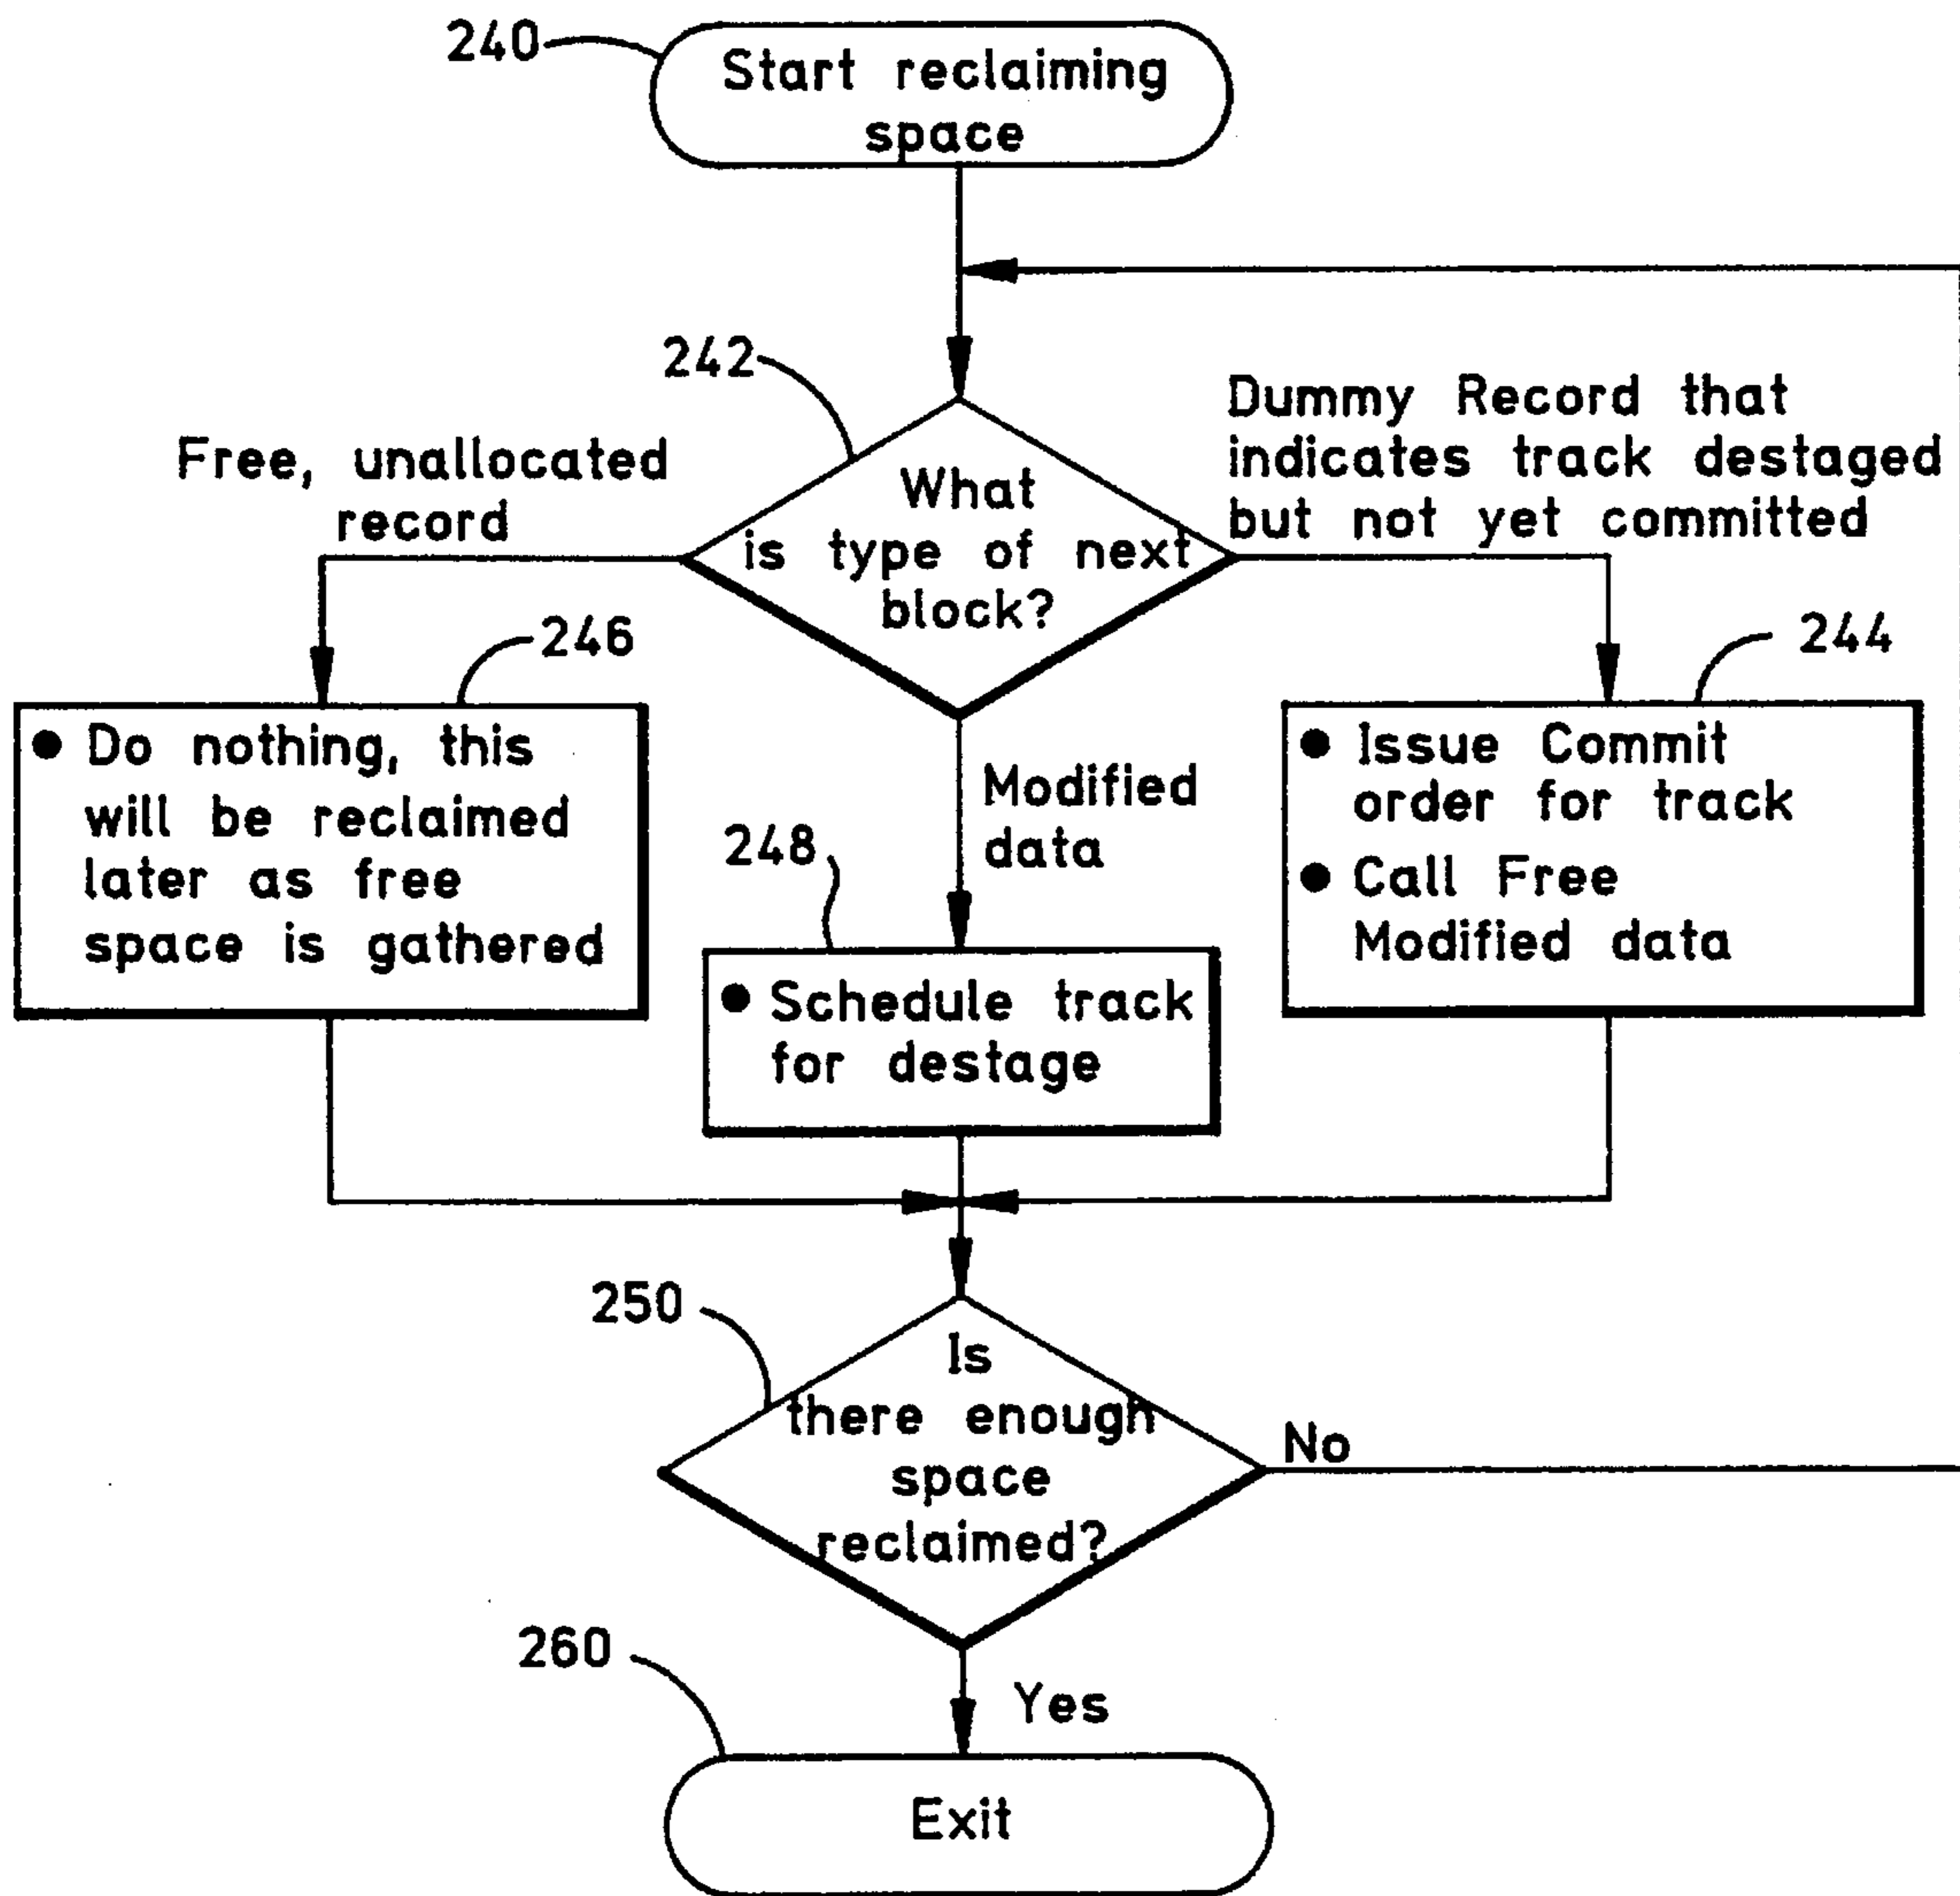 240
Start reclaiming
space
242
Free, unallocated
record
What
is type of next
block?
Dummy Record that
indicates track destaged
but not yet committed
246
● Do nothing, this
will be reclaimed
later as free
space is gathered
Modified
data
248
● Schedule track
for destage
244
● Issue Commit
order for track
● Call Free
Modified data
250
Is
there enough
space
reclaimed?
No
260
Yes
Exit